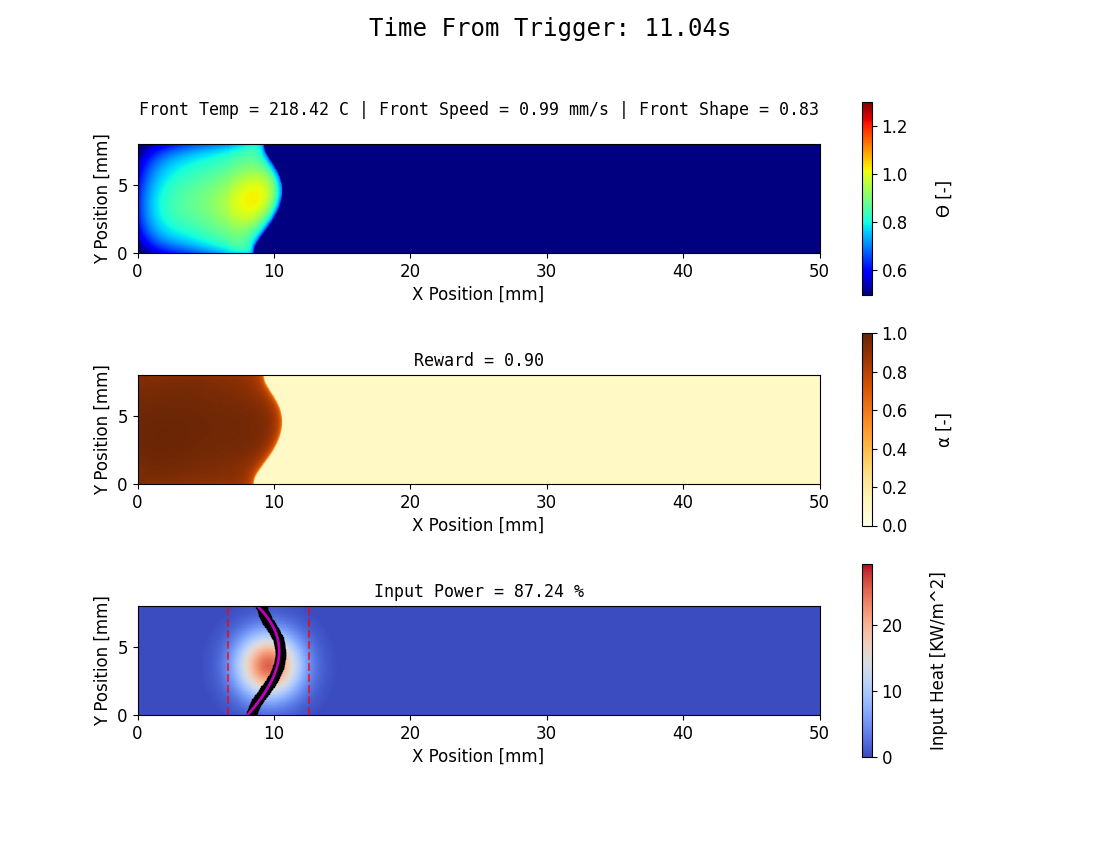 Time From Trigger: 11.04s
Front Temp = 218.42 C | Front Speed = 0.99 mm/s | Front Shape = 0.83
Y Position [mm]
5
0
0 10 20 30 40 50
X Position [mm]
1.2
1.0
0.8
0.6
Θ [-]
Reward = 0.90
Y Position [mm]
5
0
0 10 20 30 40 50
X Position [mm]
1.0
0.8
0.6
0.4
0.2
0.0
α [-]
Input Power = 87.24 %
Y Position [mm]
5
0
0 10 20 30 40 50
X Position [mm]
20
10
0
Input Heat [KW/m^2]